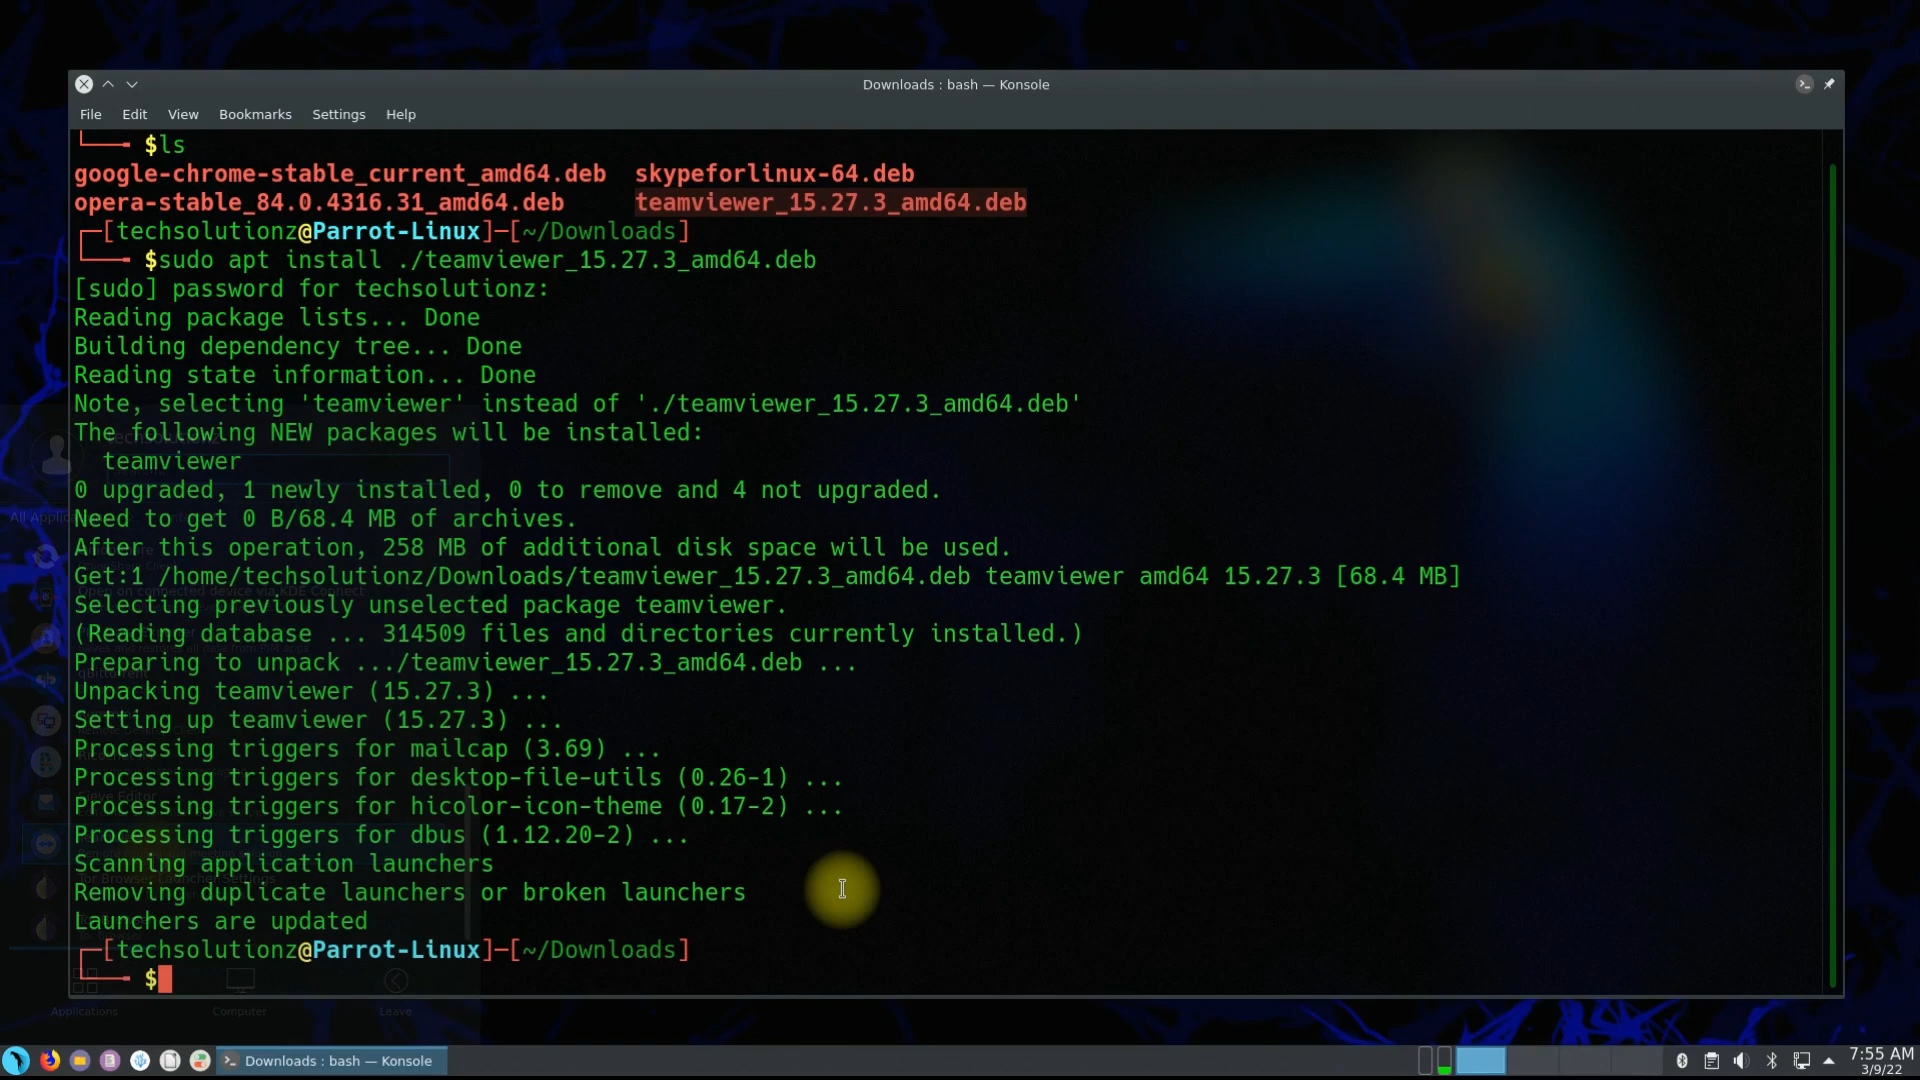 Downloads : bash — Konsole
File Edit View Bookmarks Settings Help
$ls
google-chrome-stable_current_amd64.deb skypeforlinux-64.deb
opera-stable_84.0.4316.31_amd64.deb teamviewer_15.27.3_amd64.deb
[techsolutionz@Parrot-Linux]─[~/Downloads]
$sudo apt install ./teamviewer_15.27.3_amd64.deb
[sudo] password for techsolutionz:
Reading package lists... Done
Building dependency tree... Done
Reading state information... Done
Note, selecting 'teamviewer' instead of './teamviewer_15.27.3_amd64.deb'
The following NEW packages will be installed:
teamviewer
0 upgraded, 1 newly installed, 0 to remove and 4 not upgraded.
Need to get 0 B/68.4 MB of archives.
After this operation, 258 MB of additional disk space will be used.
Get:1 /home/techsolutionz/Downloads/teamviewer_15.27.3_amd64.deb teamviewer amd64 15.27.3 [68.4 MB]
Selecting previously unselected package teamviewer.
(Reading database ... 314509 files and directories currently installed.)
Preparing to unpack .../teamviewer_15.27.3_amd64.deb ...
Unpacking teamviewer (15.27.3) ...
Setting up teamviewer (15.27.3) ...
Processing triggers for mailcap (3.69) ...
Processing triggers for desktop-file-utils (0.26-1) ...
Processing triggers for hicolor-icon-theme (0.17-2) ...
Processing triggers for dbus (1.12.20-2) ...
Scanning application launchers
Removing duplicate launchers or broken launchers
Launchers are updated
[techsolutionz@Parrot-Linux]─[~/Downloads]
$
Applications Computer Leave
Downloads : bash — Konsole
7:55 AM
3/9/22